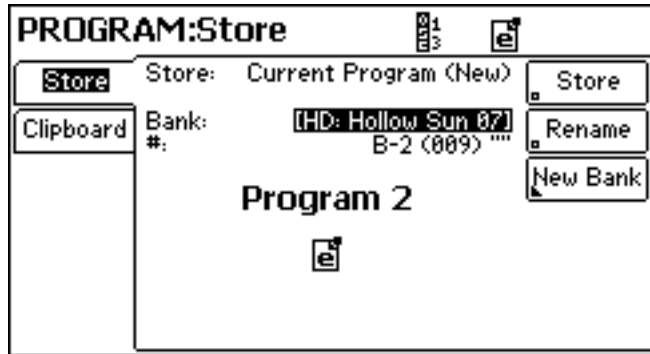 PROGRAM:Store
Store
Clipboard
Store: Current Program (New)
Bank: [HD: Hollow Sun 07]
#: B-2 (009) ""
Program 2
Store
Rename
New Bank